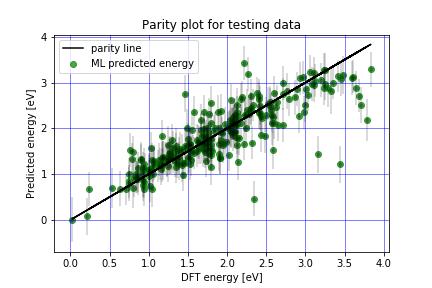 Parity plot for testing data
parity line
ML predicted energy
Predicted energy [eV]
4
3
2
1
0
0.0 0.5 1.0 1.5 2.0 2.5 3.0 3.5 4.0
DFT energy [eV]